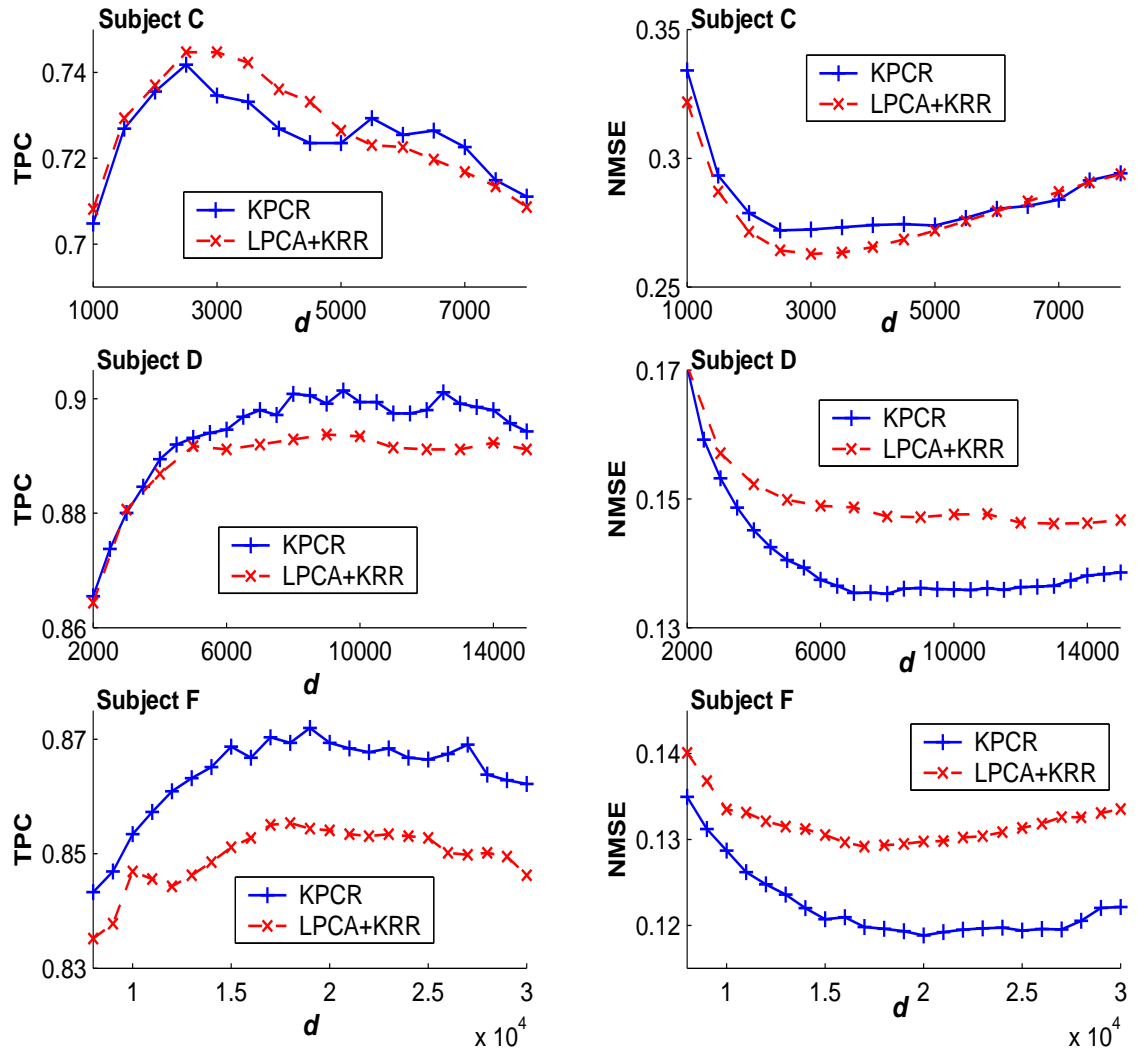 Subject C
0.74
0.72
0.7
TPC
KPCR
LPCA+KRR
1000
3000
5000
7000
d
Subject C
0.35
0.3
0.25
NMSE
KPCR
LPCA+KRR
1000
3000
5000
7000
d
Subject D
0.9
0.88
0.86
TPC
KPCR
LPCA+KRR
2000
6000
10000
14000
d
Subject D
0.17
0.15
0.13
NMSE
KPCR
LPCA+KRR
2000
6000
10000
14000
d
Subject F
0.87
0.85
0.83
TPC
KPCR
LPCA+KRR
1
1.5
2
2.5
3
d
x 10^4
Subject F
0.14
0.13
0.12
NMSE
KPCR
LPCA+KRR
1
1.5
2
2.5
3
d
x 10^4